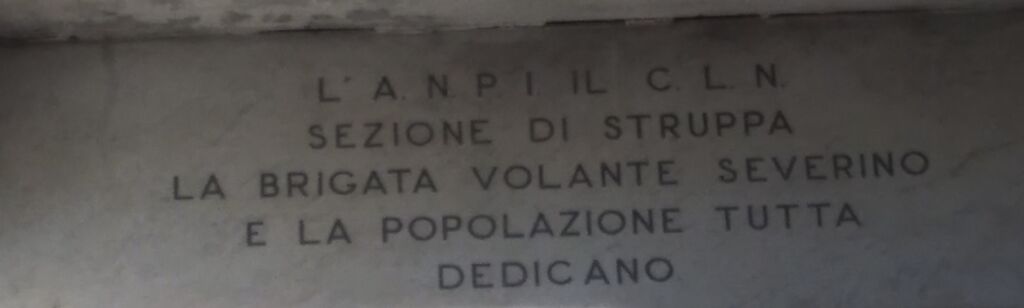 L' A. N. P. I IL C. L. N.
SEZIONE DI STRUPPA
LA BRIGATA VOLANTE SEVERINO
E LA POPOLAZIONE TUTTA
DEDICANO